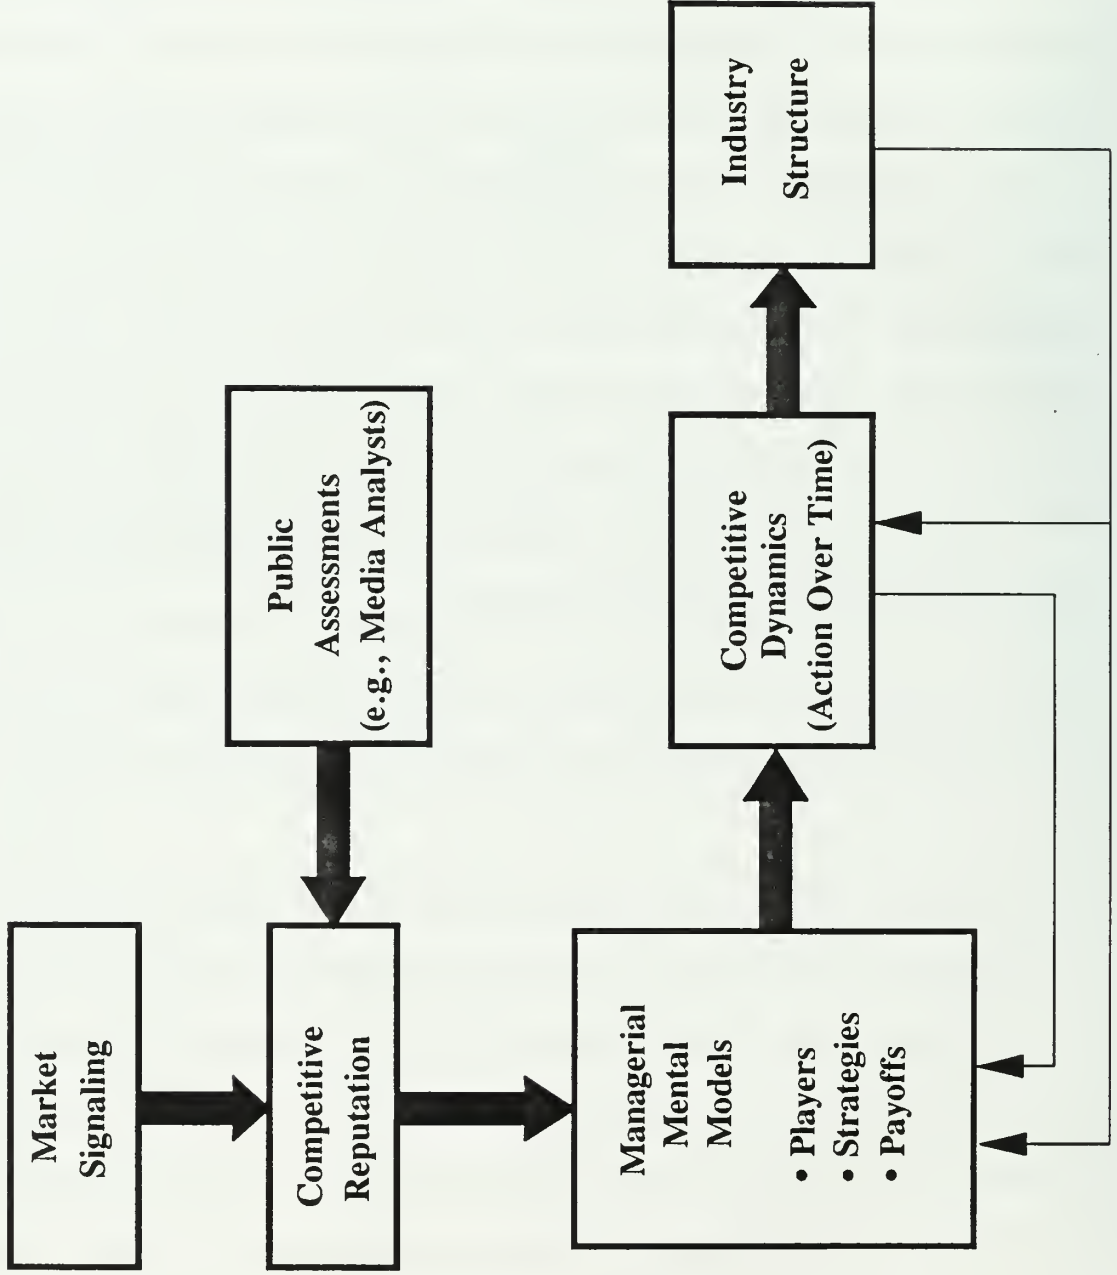 Market
Signaling
Competitive
Reputation
Public
Assessments
(e.g., Media Analysts)
Managerial
Mental
Models
• Players
• Strategies
• Payoffs
Competitive
Dynamics
(Action Over Time)
Industry
Structure